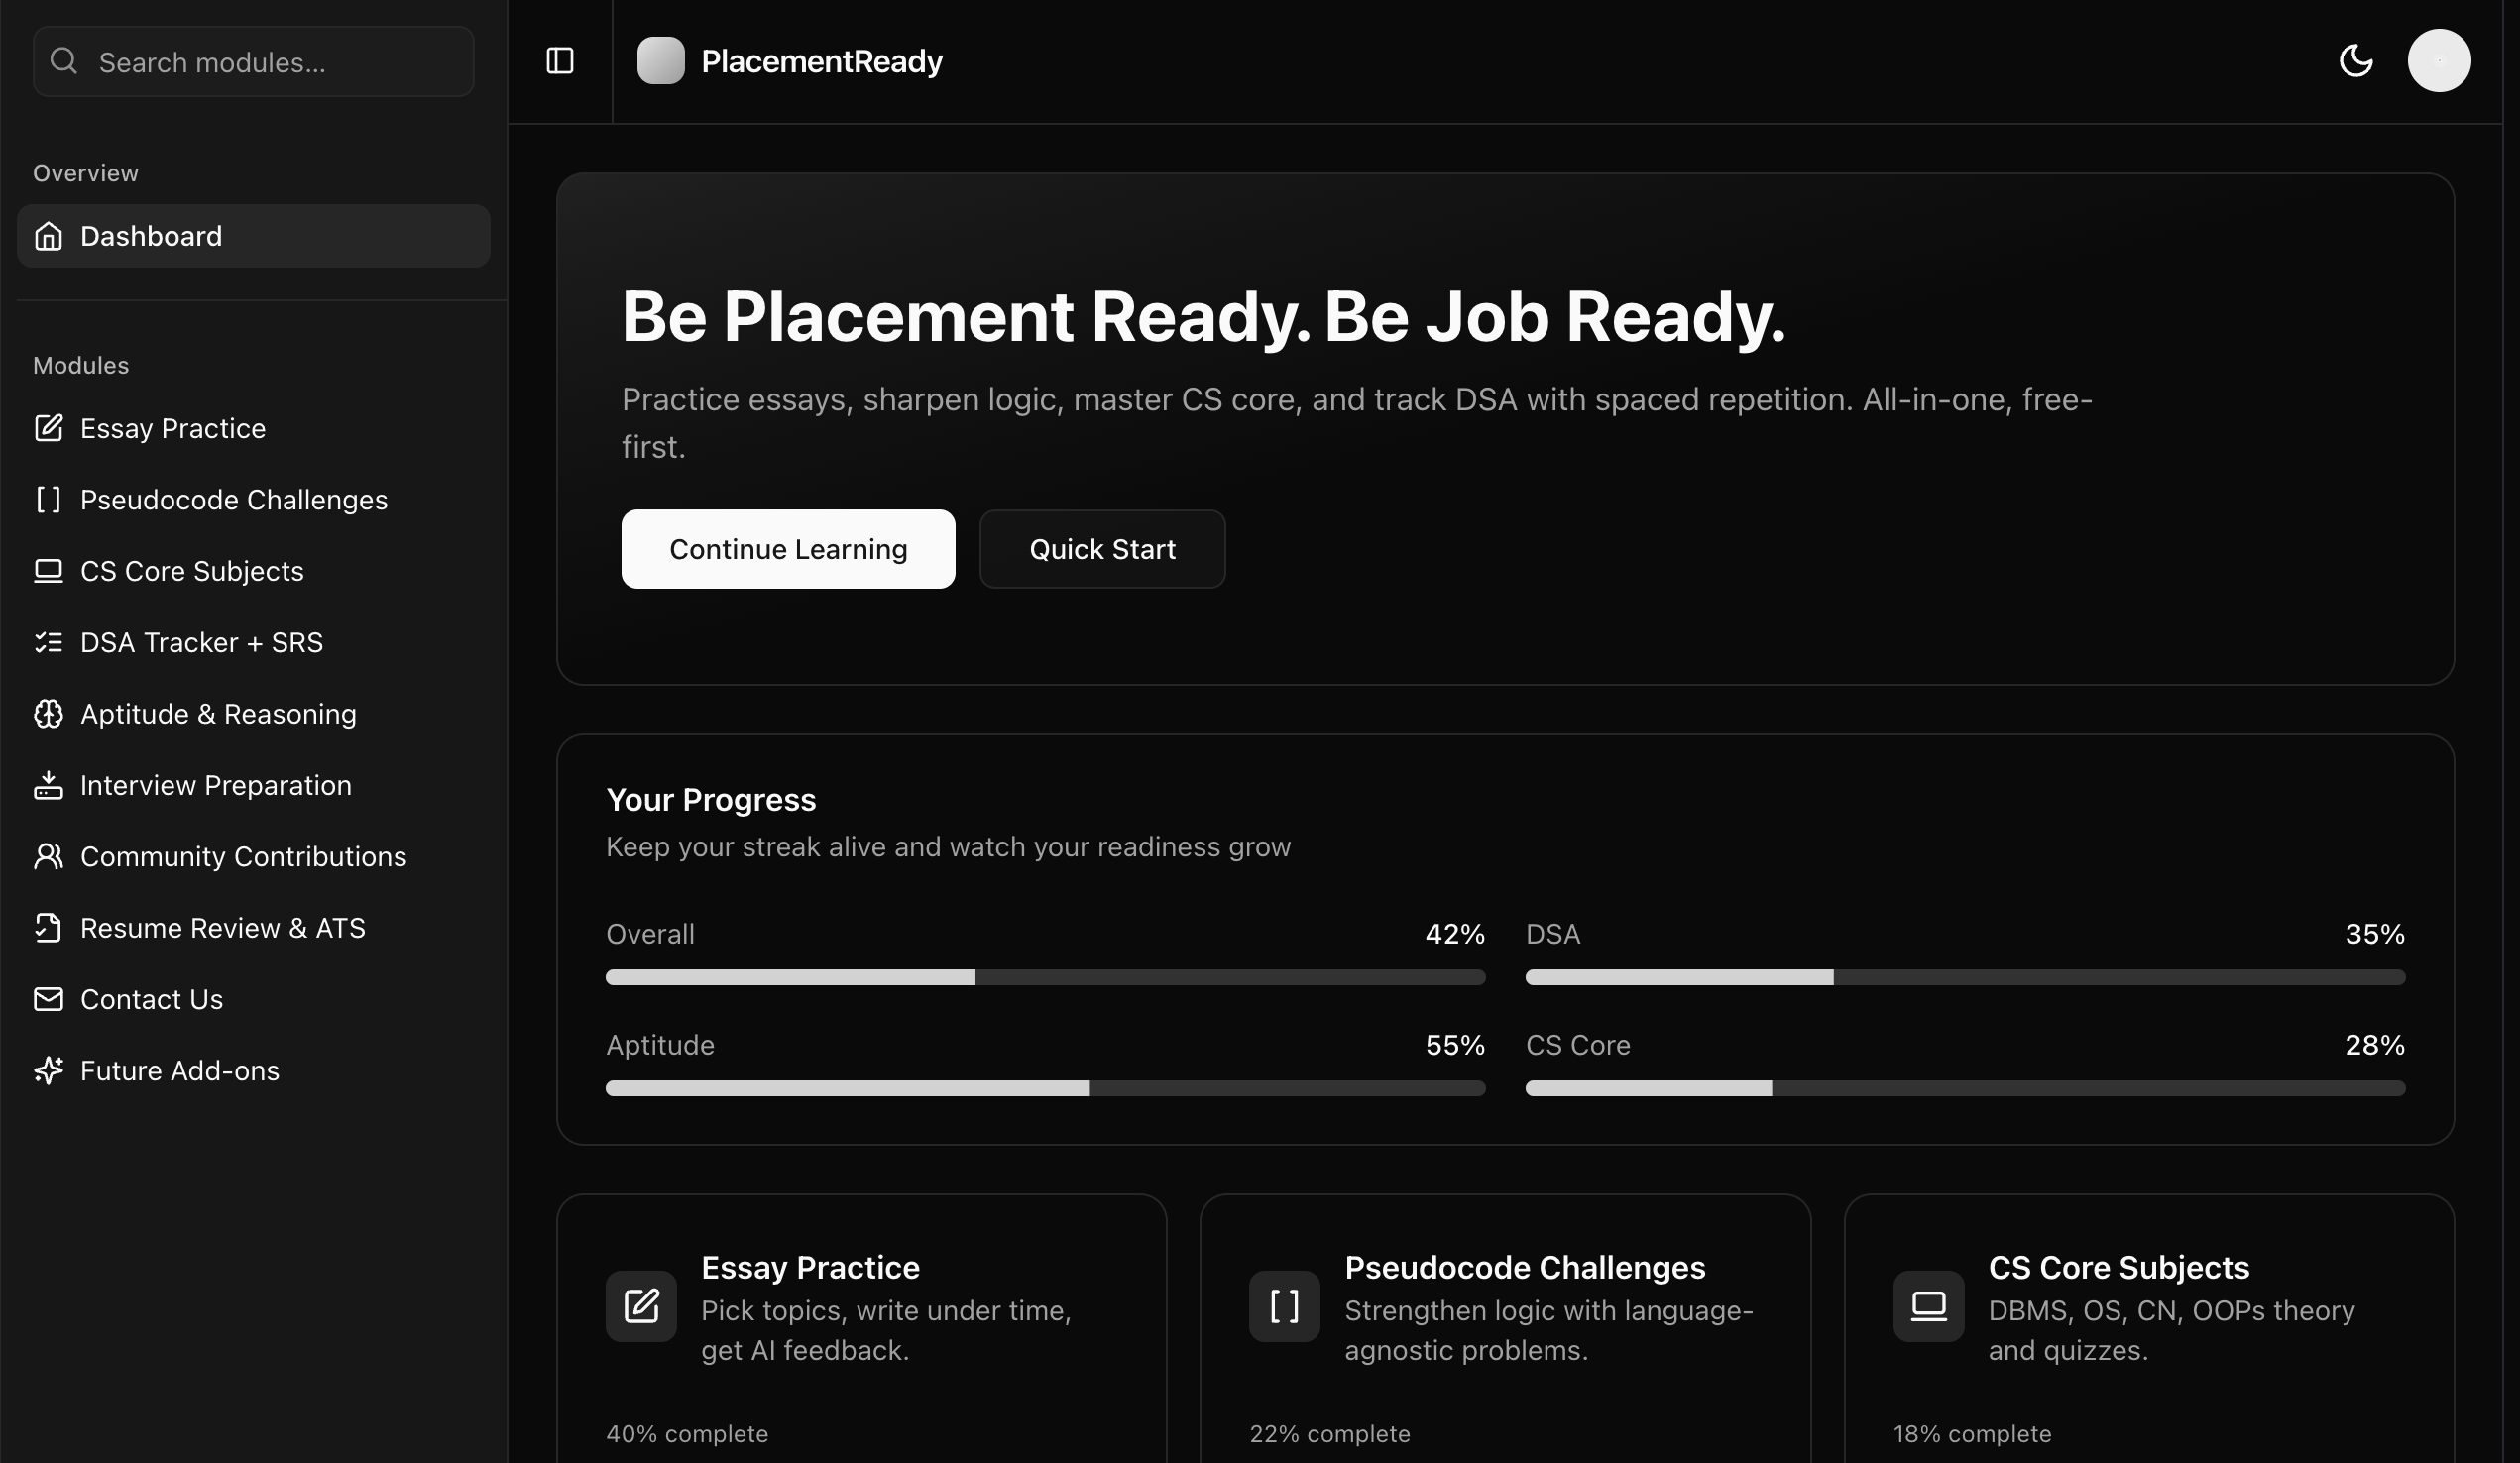 Search modules...
Overview
Dashboard
Modules
Essay Practice
Pseudocode Challenges
CS Core Subjects
DSA Tracker + SRS
Aptitude & Reasoning
Interview Preparation
Community Contributions
Resume Review & ATS
Contact Us
Future Add-ons
PlacementReady
Be Placement Ready. Be Job Ready.
Practice essays, sharpen logic, master CS core, and track DSA with spaced repetition. All-in-one, free-
first.
Continue Learning
Quick Start
Your Progress
Keep your streak alive and watch your readiness grow
Overall 42%
DSA 35%
Aptitude 55%
CS Core 28%
Essay Practice
Pick topics, write under time,
get AI feedback.
40% complete
Pseudocode Challenges
Strengthen logic with language-
agnostic problems.
22% complete
CS Core Subjects
DBMS, OS, CN, OOPs theory
and quizzes.
18% complete